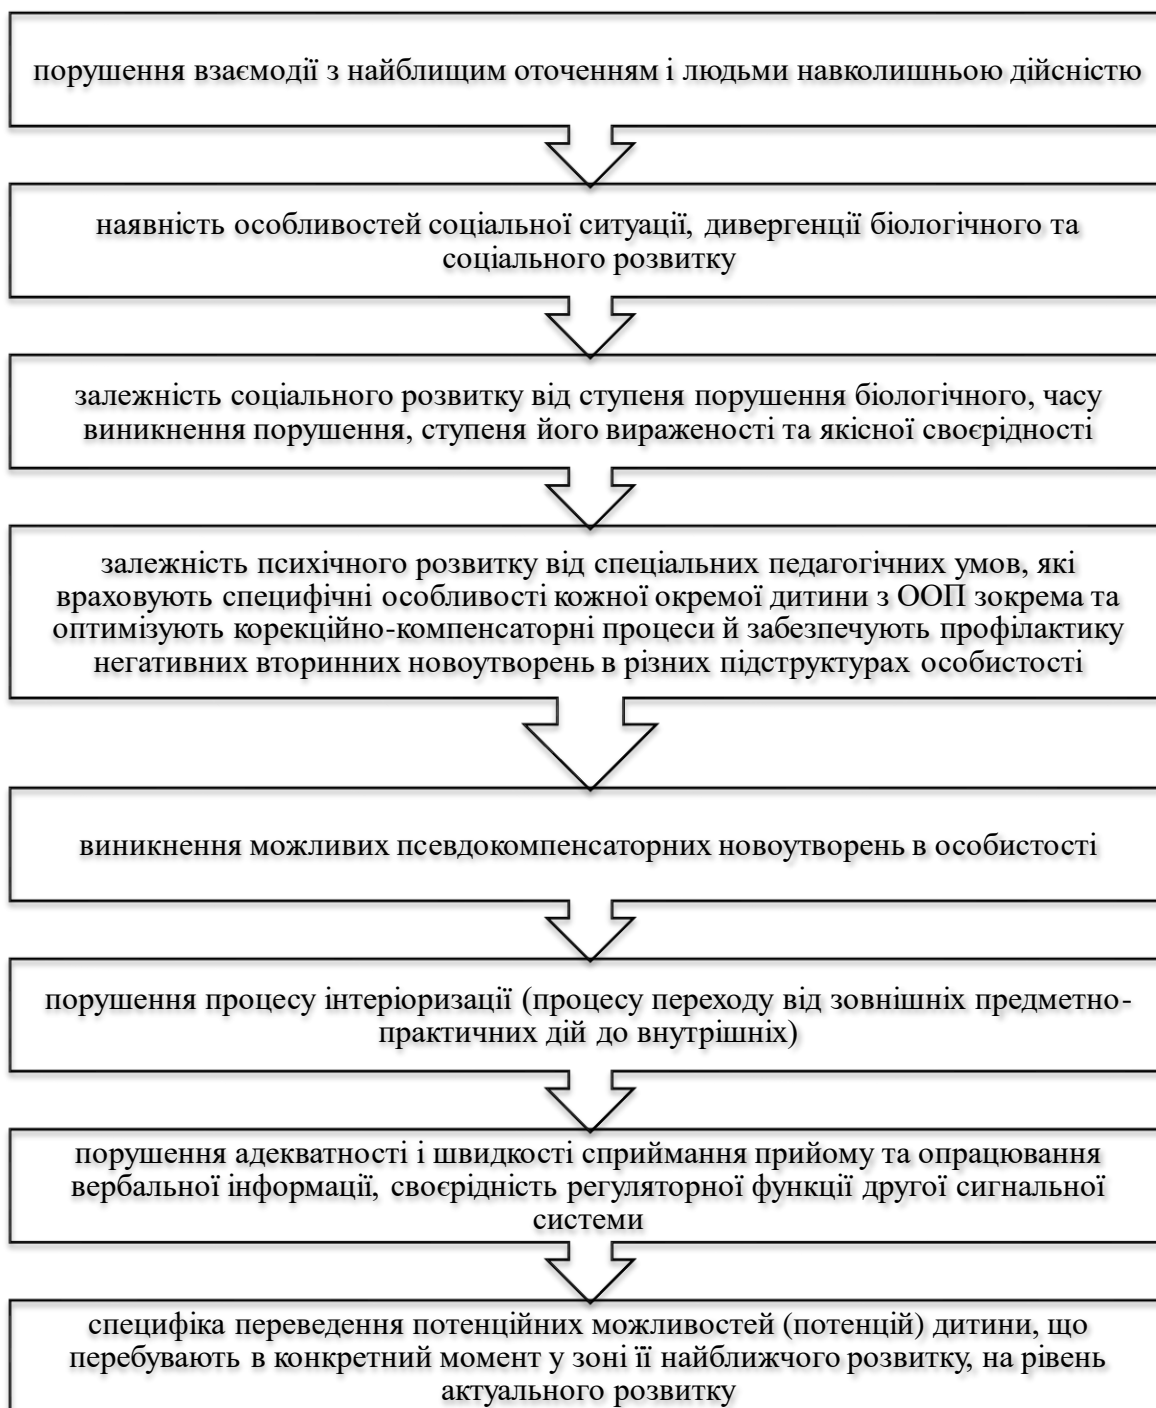 порушення взаємодії з найблищим оточенням і людьми навколишньою дійсністю
наявність особливостей соціальної ситуації, дивергенції біологічного та
соціального розвитку
залежність соціального розвитку від ступеня порушення біологічного, часу
виникнення порушення, ступеня його вираженості та якісної своєрідності
залежність психічного розвитку від спеціальних педагогічних умов, які
враховують специфічні особливості кожної окремої дитини з ООП зокрема та
оптимізують корекційно-компенсаторні процеси й забезпечують профілактику
негативних вторинних новоутворень в різних підструктурах особистості
виникнення можливих псевдокомпенсаторних новоутворень в особистості
порушення процесу інтеріоризації (процесу переходу від зовнішніх предметно-
практичних дій до внутрішніх)
порушення адекватності і швидкості сприймання прийому та опрацювання
вербальної інформації, своєрідність регуляторної функції другої сигнальної
системи
специфіка переведення потенційних можливостей (потенцій) дитини, що
перебувають в конкретний момент у зоні її найближчого розвитку, на рівень
актуального розвитку